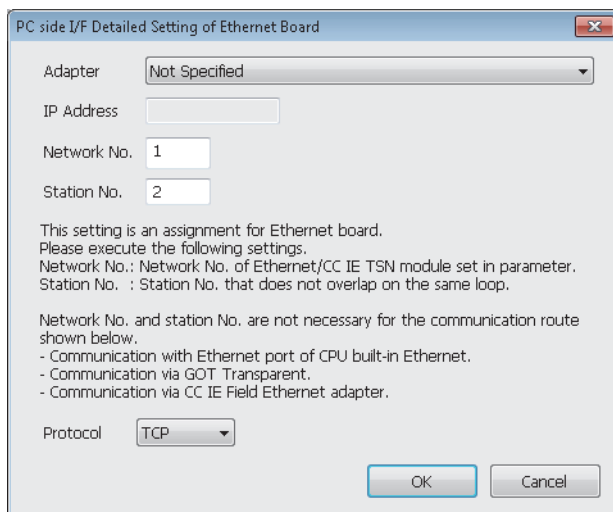 PC side I/F Detailed Setting of Ethernet Board
Adapter Not Specified
IP Address
Network No. 1
Station No. 2
This setting is an assignment for Ethernet board.
Please execute the following settings.
Network No.: Network No. of Ethernet/CC IE TSN module set in parameter.
Station No. : Station No. that does not overlap on the same loop.
Network No. and station No. are not necessary for the communication route
shown below.
- Communication with Ethernet port of CPU built-in Ethernet.
- Communication via GOT Transparent.
- Communication via CC IE Field Ethernet adapter.
Protocol TCP
OK Cancel